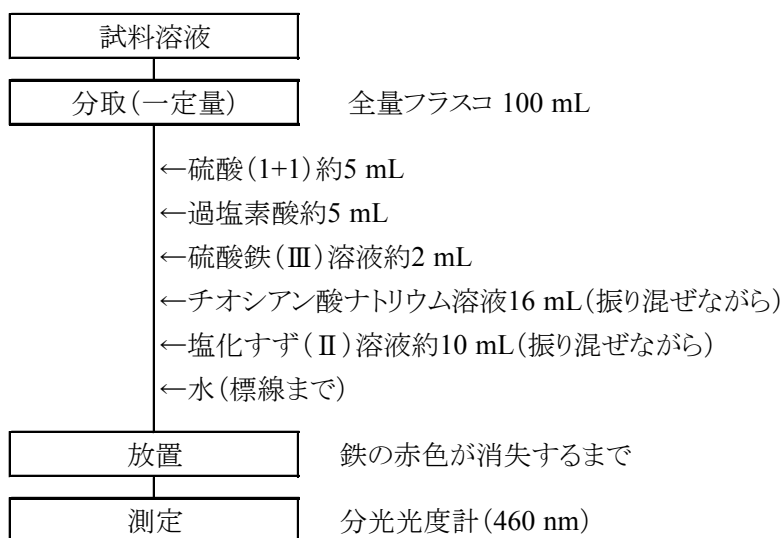 試料溶液
分取(一定量) 全量フラスコ 100 mL
←硫酸(1+1)約5 mL
←過塩素酸約5 mL
←硫酸鉄(Ⅲ)溶液約2 mL
←チオシアン酸ナトリウム溶液16 mL(振り混ぜながら)
←塩化すず(Ⅱ)溶液約10 mL(振り混ぜながら)
←水(標線まで)
放置 鉄の赤色が消失するまで
測定 分光光度計(460 nm)